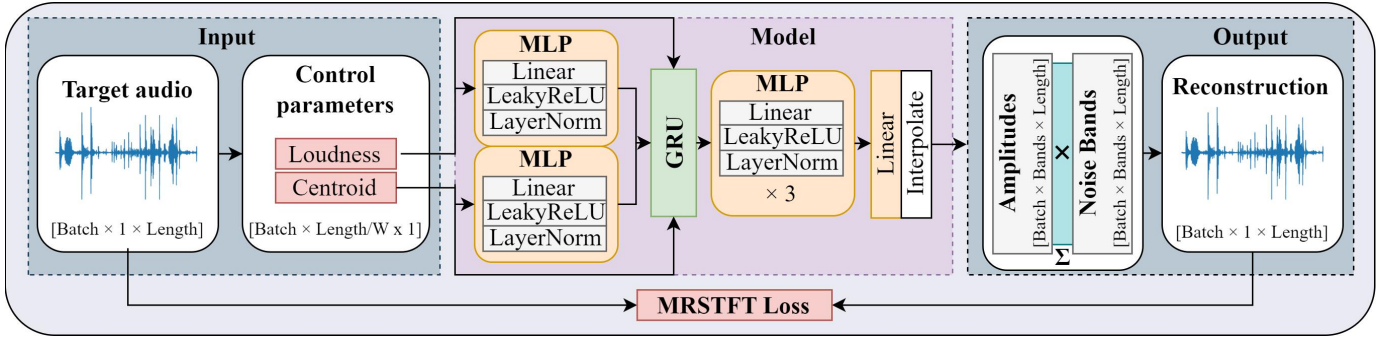 Input
Target audio
[Batch × 1 × Length]
Control
parameters
Loudness
Centroid
[Batch × Length/W x 1]
Model
MLP
Linear
LeakyReLU
LayerNorm
MLP
Linear
LeakyReLU
LayerNorm
GRU
MLP
Linear
LeakyReLU
LayerNorm
× 3
Linear
Interpolate
Output
Amplitudes
[Batch × Bands × Length]
×
Σ
Noise Bands
[Batch × Bands × Length]
Reconstruction
[Batch × 1 × Length]
MRSTFT Loss